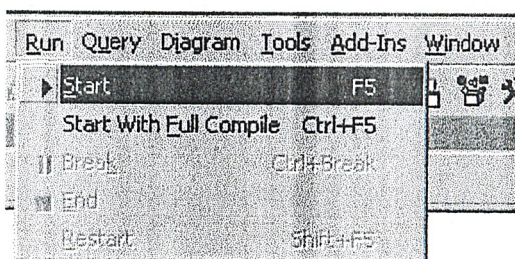 Run Query Diagram Tools Add-Ins Window
Start F5
Start With Full Compile Ctrl+F5
Break Ctrl+Break
End
Restart Shift+F5